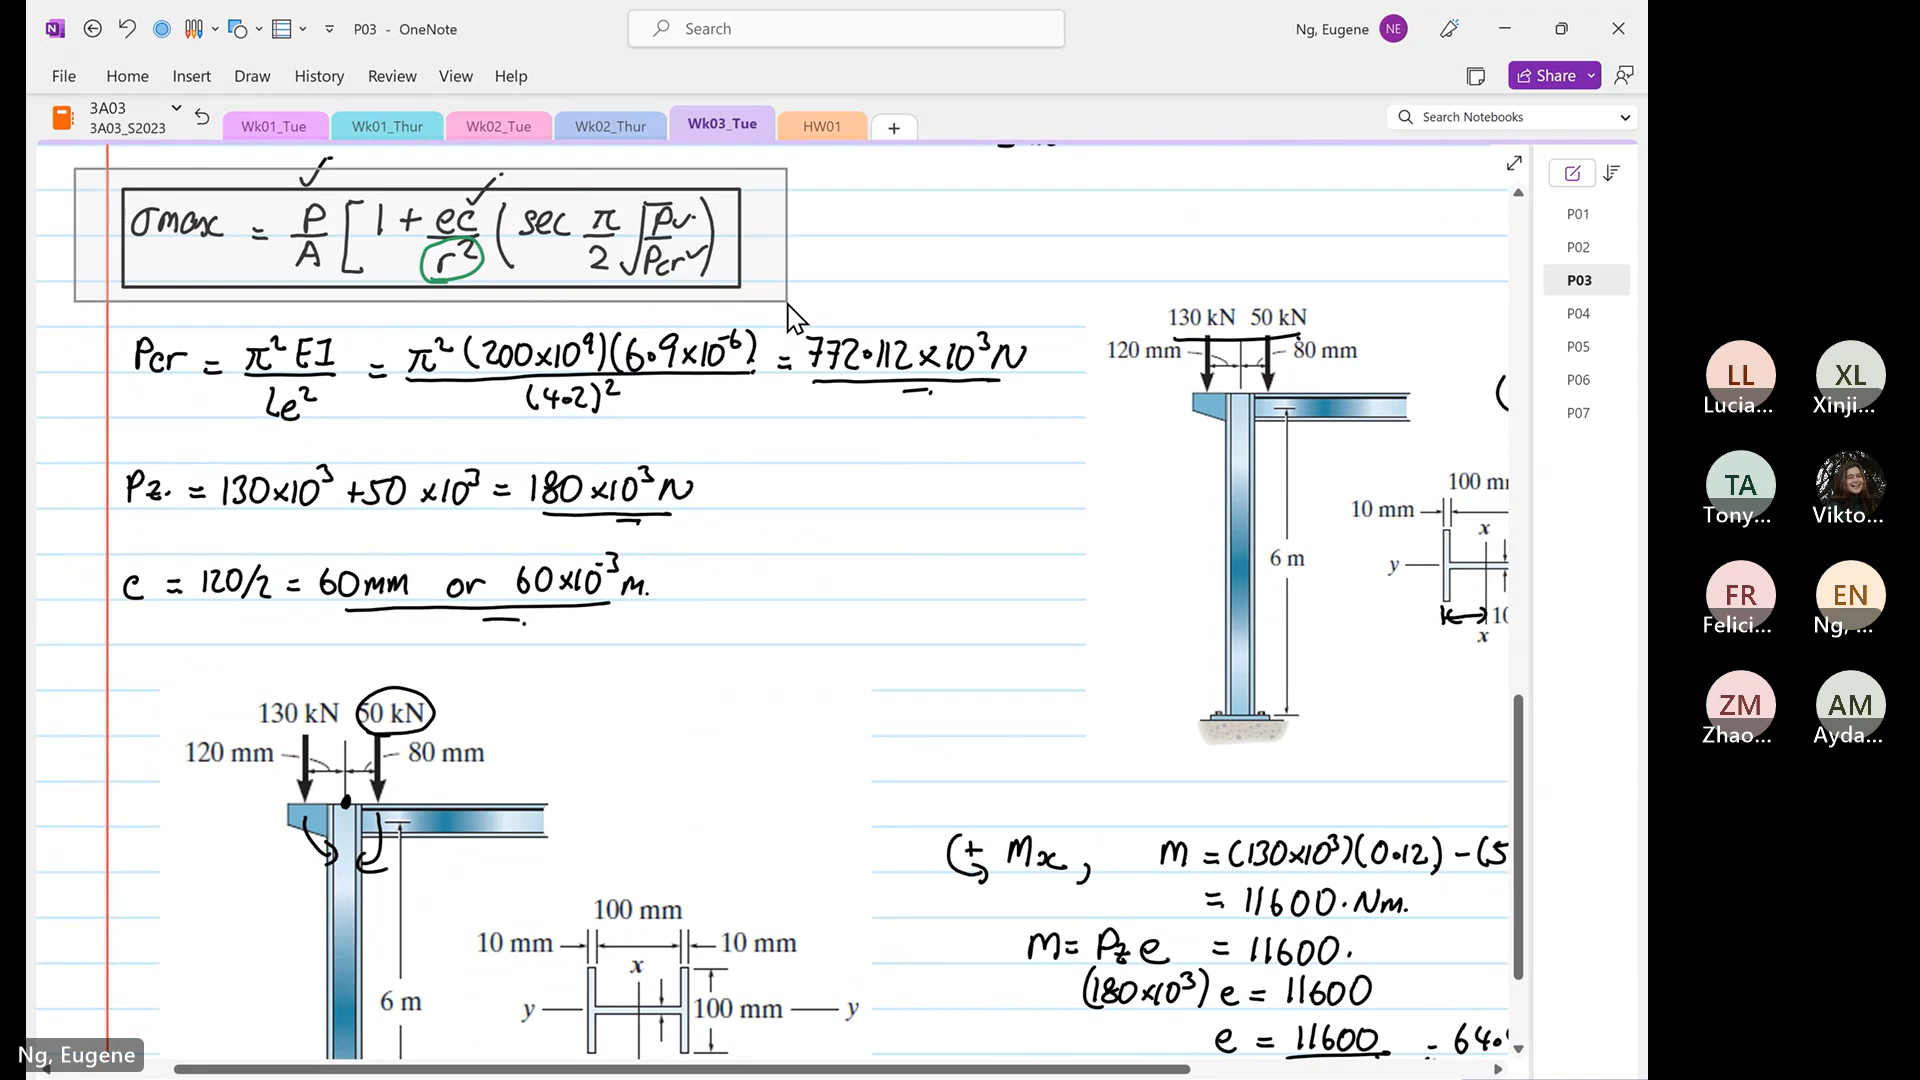 P03 - OneNote
Search
Ng, Eugene NE
File Home Insert Draw History Review View Help
Share
3A03
3A03_S2023
Wk01_Tue Wk01_Thur Wk02_Tue Wk02_Thur Wk03_Tue HW01 +
Search Notebooks
σmax = P/A [ 1 + ec/r² ( sec π/2 √P/Pcr )
Pcr = π² EI / Le² = π² (200×10⁹)(6.9×10⁻⁶) / (4.2)² = 772.112 × 10³ N
Pz. = 130×10³ + 50 ×10³ = 180 ×10³ N
c = 120/2 = 60mm or 60×10⁻³ m.
130 kN 50 kN
120 mm 80 mm
6 m
100 mm
10 mm 10 mm
x
y 100 mm y
130 kN 50 kN
120 mm 80 mm
6 m
100 m
10 mm
x
y
10
x
(+ Mx, M = (130×10³)(0.12) - (5
= 11600. Nm.
M = Pz e = 11600.
(180×10³) e = 11600
e = 11600 = 64.
P01
P02
P03
P04
P05
P06
P07
LL XL
Lucia... Xinji...
TA
Tony... Vikto...
FR EN
Felici... Ng, ...
ZM AM
Zhao... Ayda...
Ng, Eugene